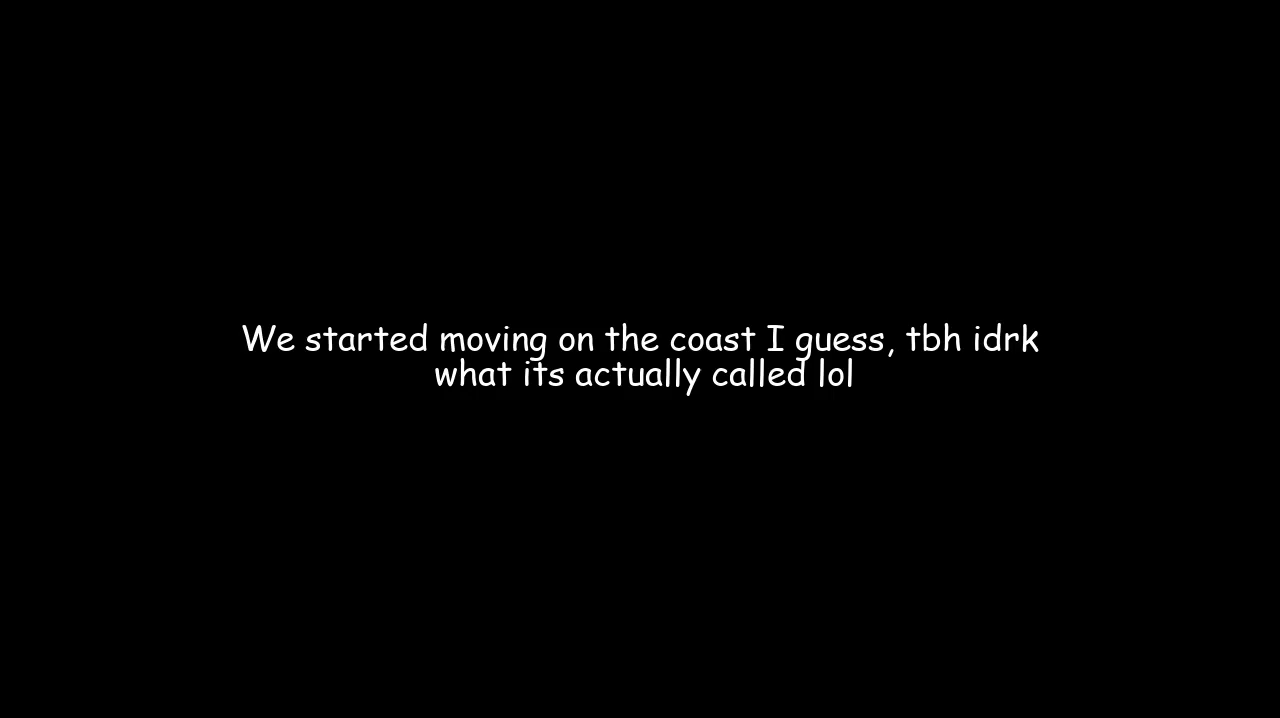 We started moving on the coast I guess, tbh idrk
what its actually called lol